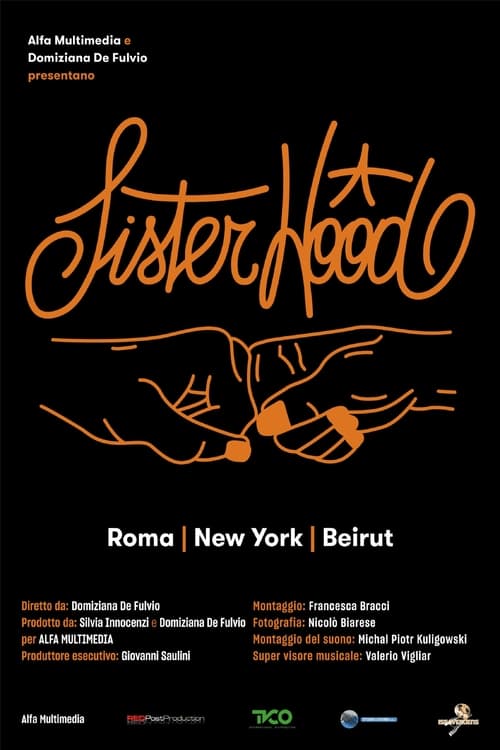 Alfa Multimedia e
Domiziana De Fulvio
presentano
SisterHood
Roma | New York | Beirut
Diretto da: Domiziana De Fulvio
Prodotto da: Silvia Innocenzi e Domiziana De Fulvio
per ALFA MULTIMEDIA
Produttore esecutivo: Giovanni Saulini
Montaggio: Francesca Bracci
Fotografia: Nicolò Biarese
Montaggio del suono: Michal Piotr Kuligowski
Super visore musicale: Valerio Vigliar
Alfa Multimedia
REDPostProduction
TVCO